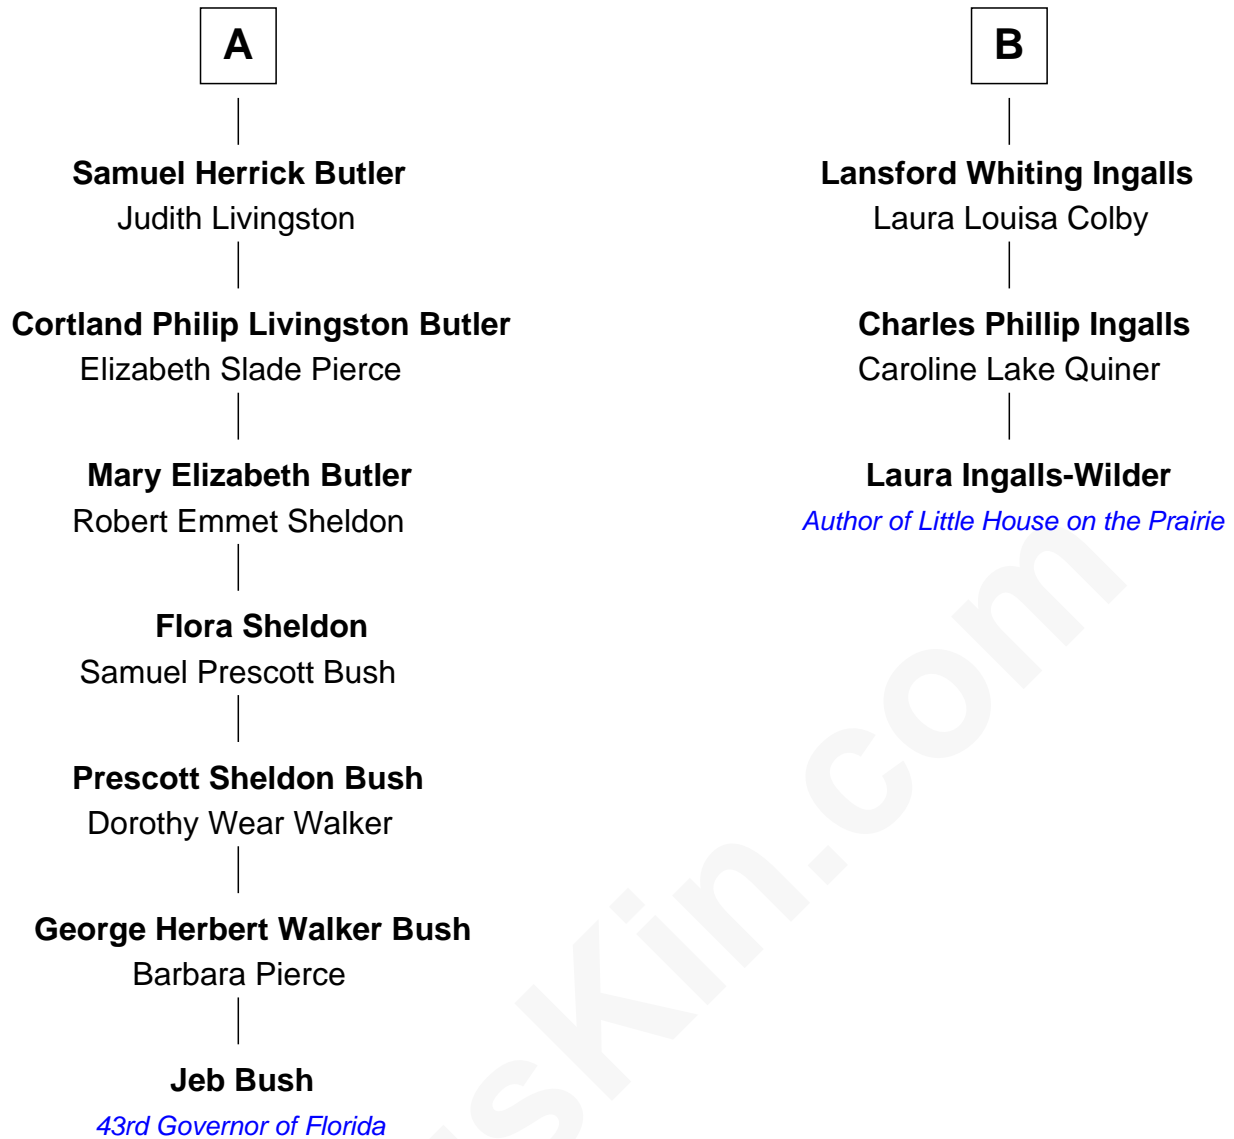 A
Samuel Herrick Butler
Judith Livingston
Cortland Philip Livingston Butler
Elizabeth Slade Pierce
Mary Elizabeth Butler
Robert Emmet Sheldon
Flora Sheldon
Samuel Prescott Bush
Prescott Sheldon Bush
Dorothy Wear Walker
George Herbert Walker Bush
Barbara Pierce
Jeb Bush
43rd Governor of Florida
B
Lansford Whiting Ingalls
Laura Louisa Colby
Charles Phillip Ingalls
Caroline Lake Quiner
Laura Ingalls-Wilder
Author of Little House on the Prairie